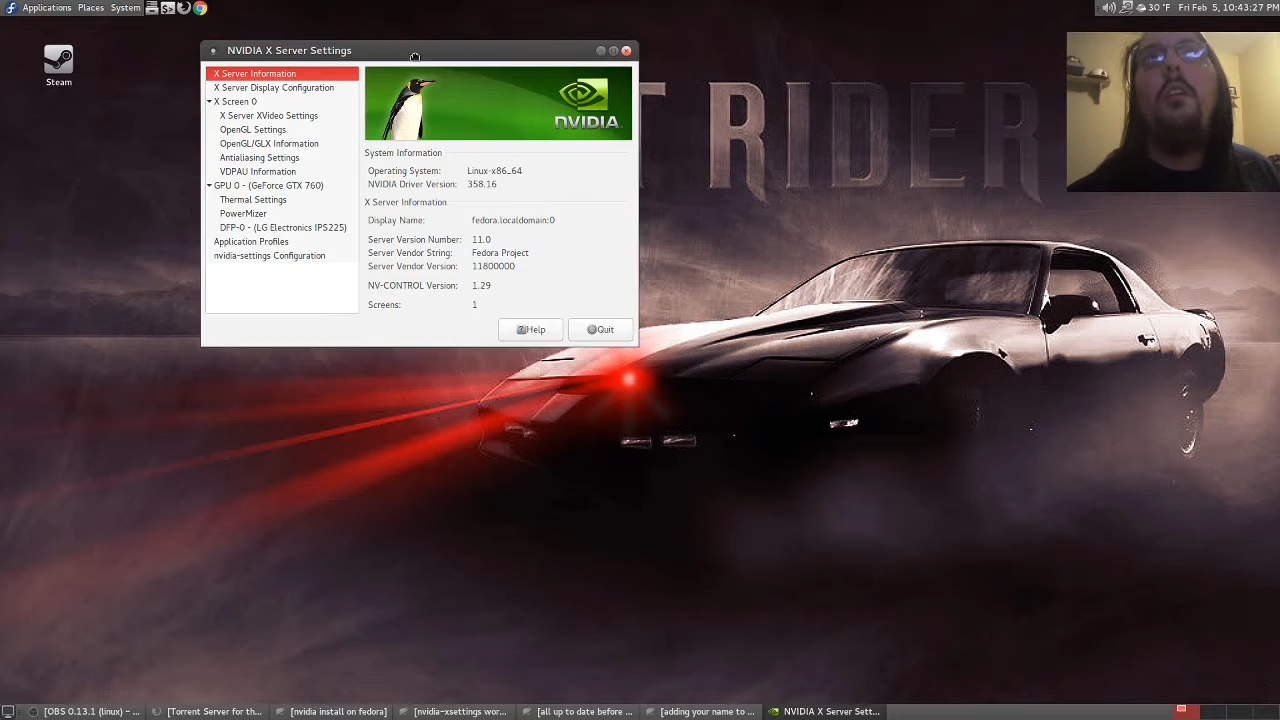 Applications Places System
30 °F Fri Feb 5, 10:43:27 PM
Steam
NVIDIA X Server Settings
X Server Information
X Server Display Configuration
X Screen 0
X Server XVideo Settings
OpenGL Settings
OpenGL/GLX Information
Antialiasing Settings
VDPAU Information
GPU 0 - (GeForce GTX 760)
Thermal Settings
PowerMizer
DFP-0 - (LG Electronics IPS225)
Application Profiles
nvidia-settings Configuration
NVIDIA
System Information
Operating System: Linux-x86_64
NVIDIA Driver Version: 358.16
X Server Information
Display Name: fedora.localdomain:0
Server Version Number: 11.0
Server Vendor String: Fedora Project
Server Vendor Version: 11800000
NV-CONTROL Version: 1.29
Screens: 1
Help Quit
T RIDER
[OBS 0.13.1 (linux) – ... [Torrent Server for th... [nvidia install on fedora] [nvidia-xsettings wor... [all up to date before ... [adding your name to ... NVIDIA X Server Sett...